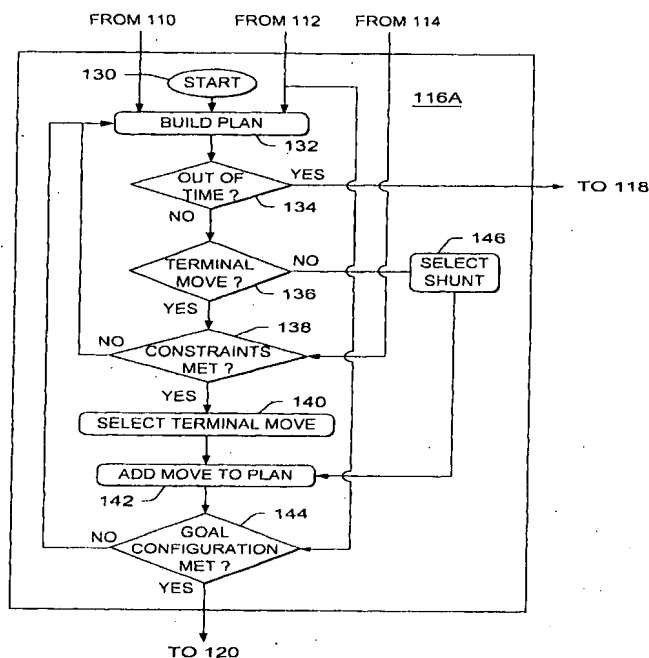 FROM 110
FROM 112
FROM 114
130
START
116A
BUILD PLAN
132
OUT OF
TIME ?
YES
134
TO 118
NO
TERMINAL
MOVE ?
NO
136
146
SELECT
SHUNT
YES
138
NO
CONSTRAINTS
MET ?
YES
140
SELECT TERMINAL MOVE
ADD MOVE TO PLAN
142
144
NO
GOAL
CONFIGURATION
MET ?
YES
TO 120